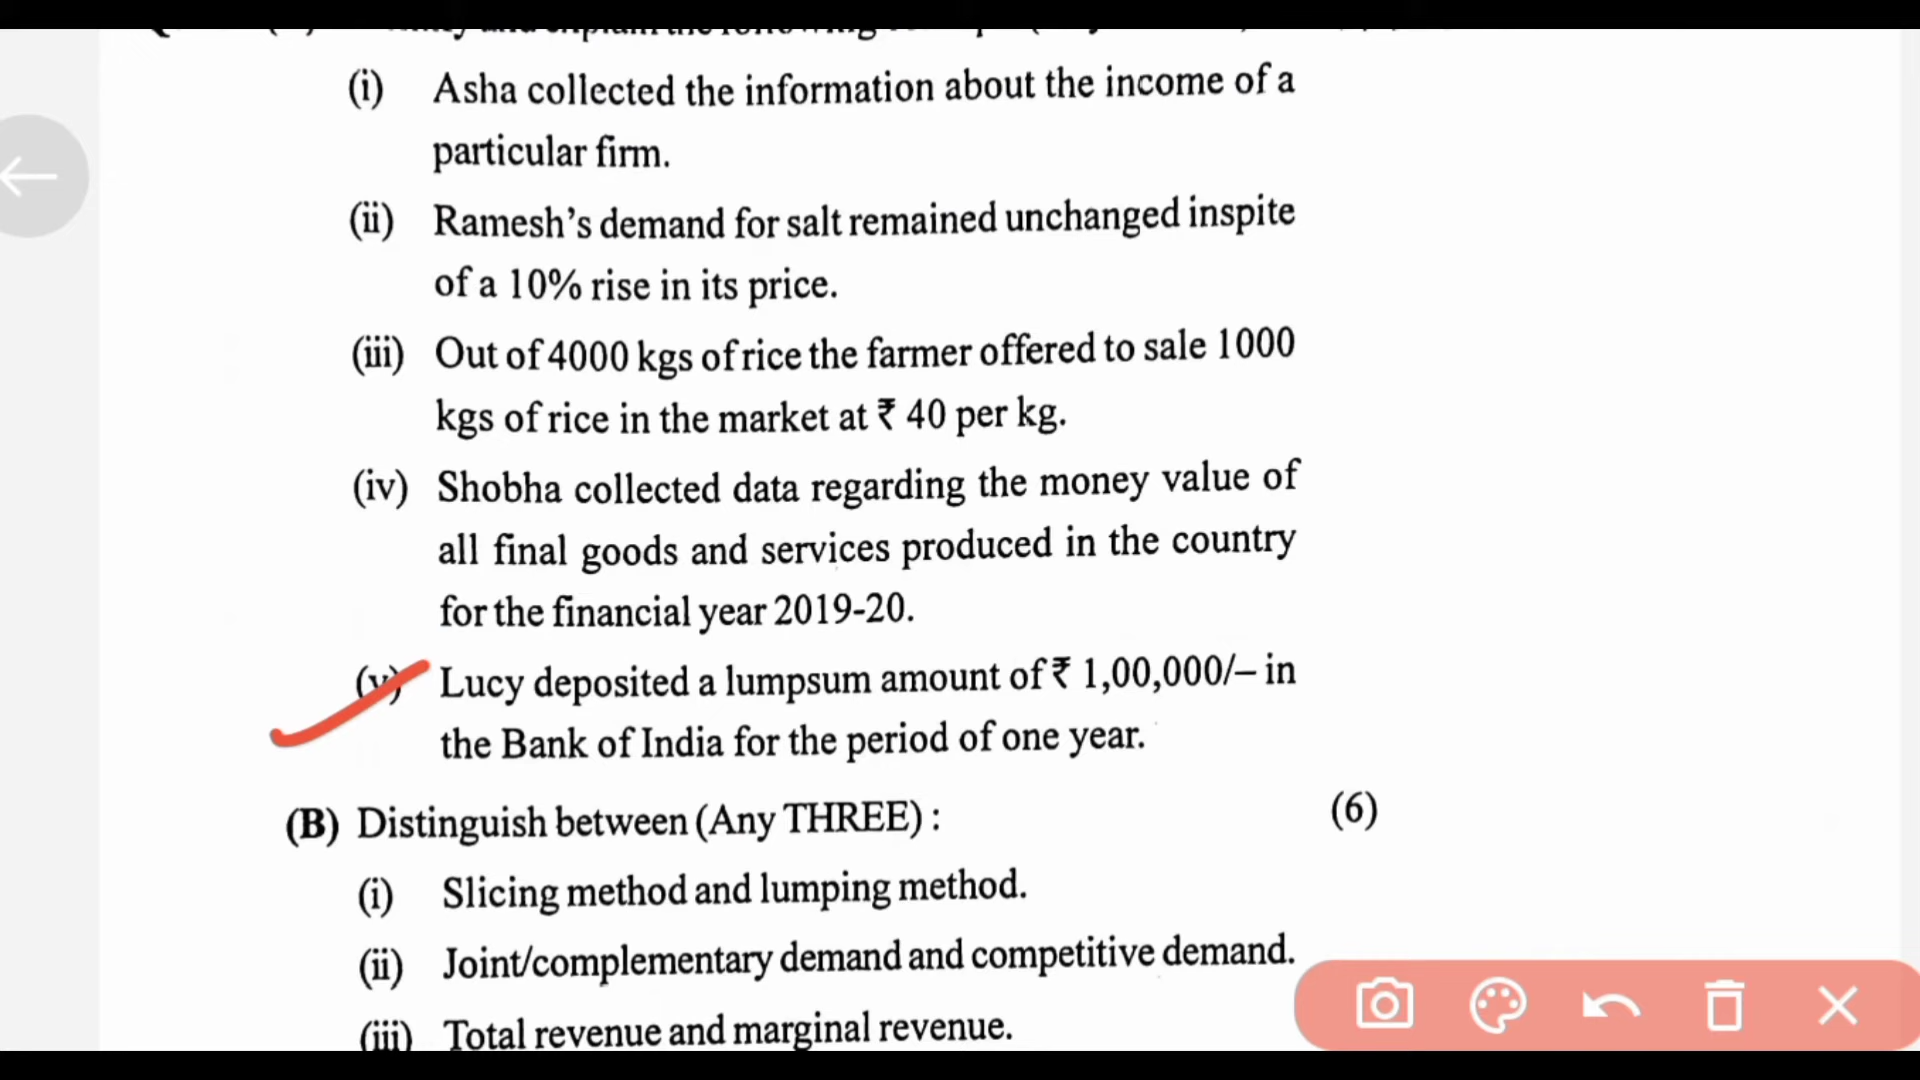 (i) Asha collected the information about the income of a
particular firm.
(ii) Ramesh’s demand for salt remained unchanged inspite
of a 10% rise in its price.
(iii) Out of 4000 kgs of rice the farmer offered to sale 1000
kgs of rice in the market at ₹ 40 per kg.
(iv) Shobha collected data regarding the money value of
all final goods and services produced in the country
for the financial year 2019-20.
(v) Lucy deposited a lumpsum amount of ₹ 1,00,000/– in
the Bank of India for the period of one year.
(B) Distinguish between (Any THREE) : (6)
(i) Slicing method and lumping method.
(ii) Joint/complementary demand and competitive demand.
(iii) Total revenue and marginal revenue.